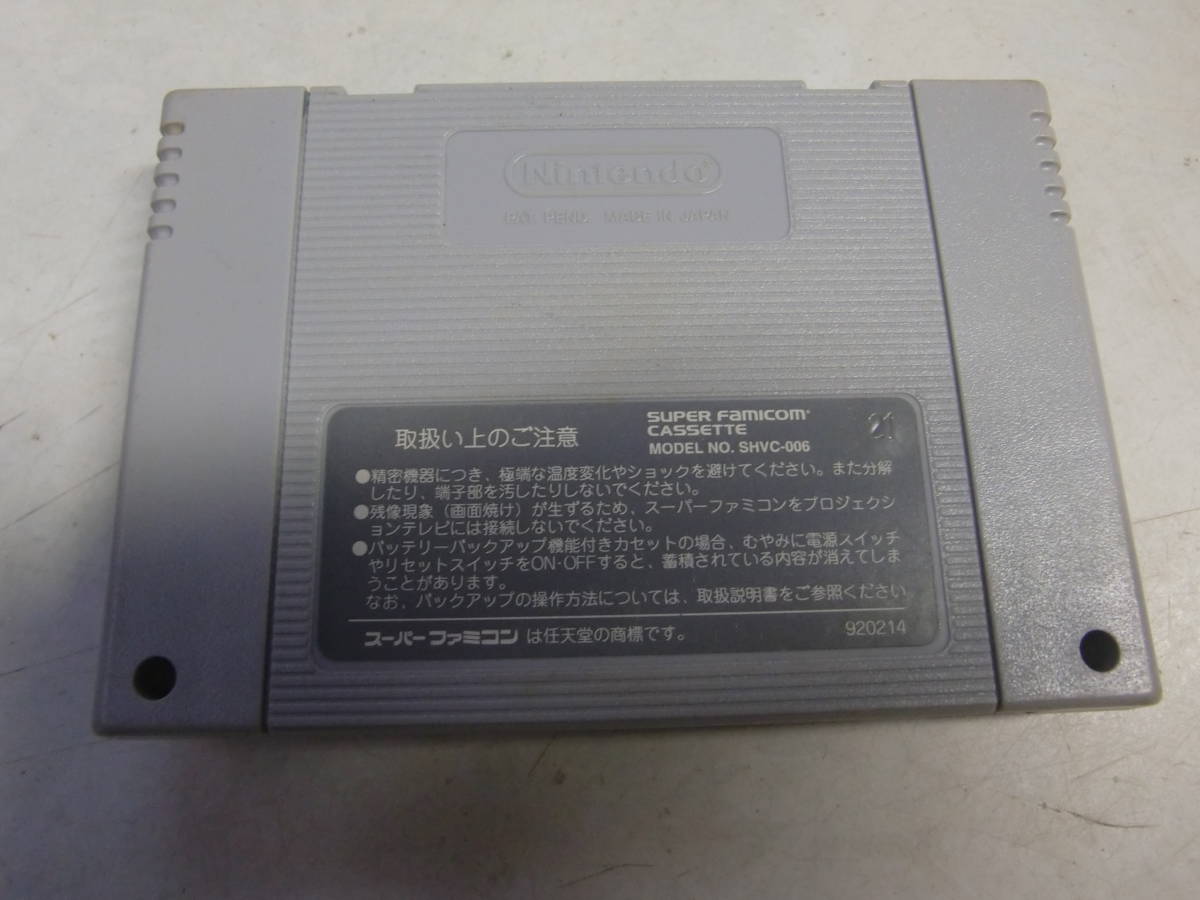 Nintendo®
PAT. PEND. MADE IN JAPAN
取扱い上のご注意
SUPER FAMICOM®
CASSETTE
MODEL NO. SHVC-006
21
●精密機器につき、極端な温度変化やショックを避けてください。また分解
したり、端子部を汚したりしないでください。
●残像現象(画面焼け)が生ずるため、スーパーファミコンをプロジェクシ
ョンテレビには接続しないでください。
●バッテリーバックアップ機能付きカセットの場合、むやみに電源スイッチ
やリセットスイッチをON・OFFすると、蓄積されている内容が消えてしま
うことがあります。
なお、バックアップの操作方法については、取扱説明書をご参照ください
スーパーファミコンは任天堂の商標です。
920214